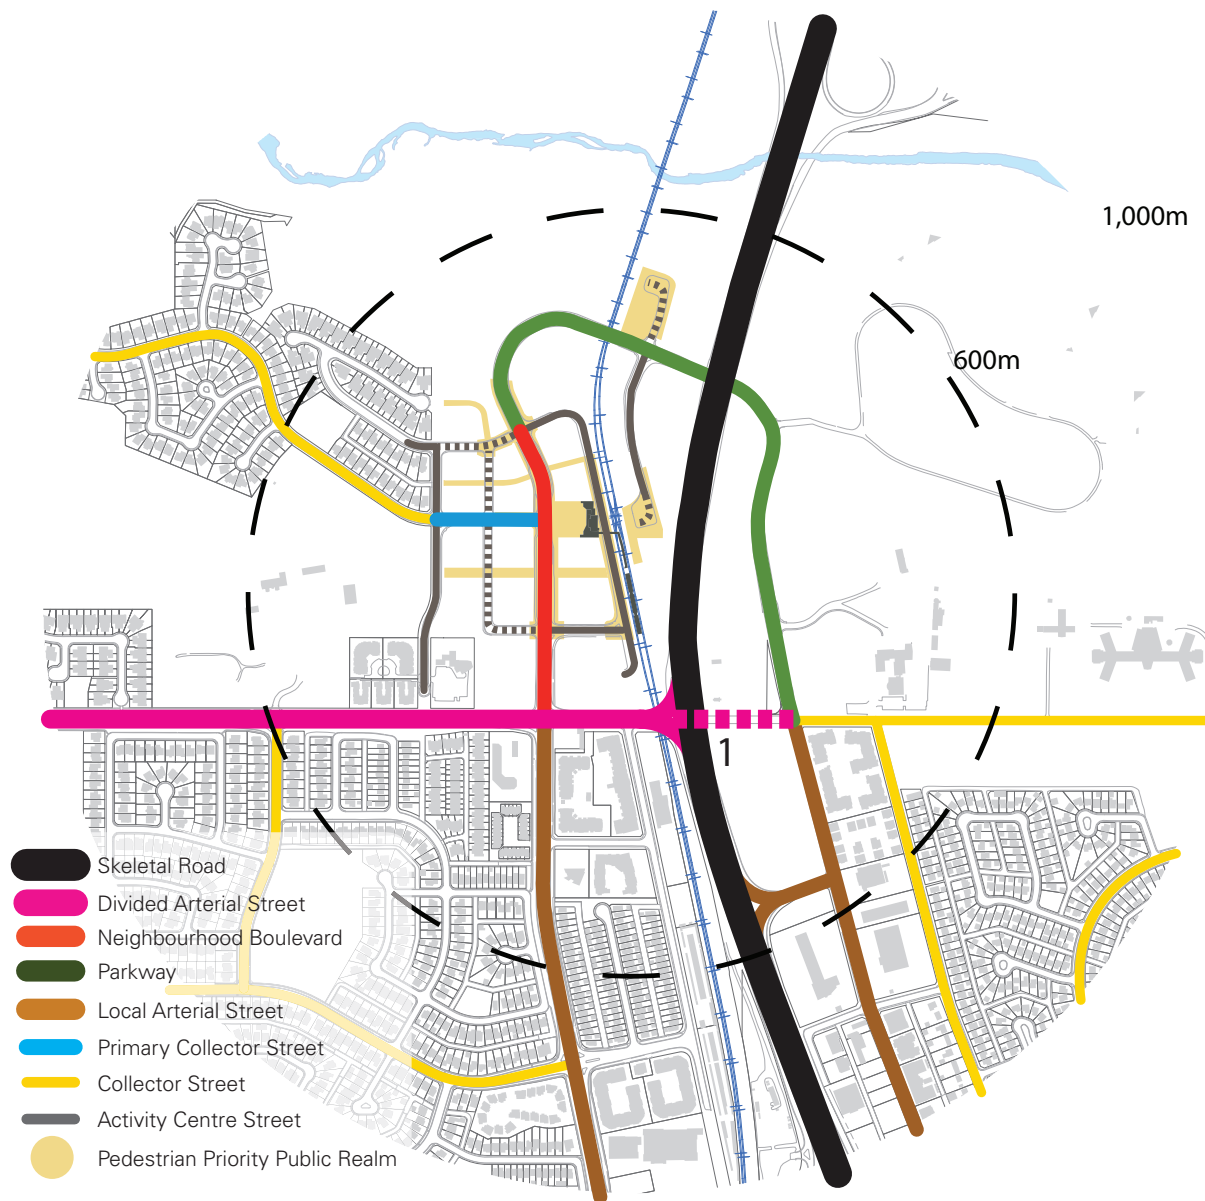 1,000m
600m
1
Skeletal Road
Divided Arterial Street
Neighbourhood Boulevard
Parkway
Local Arterial Street
Primary Collector Street
Collector Street
Activity Centre Street
Pedestrian Priority Public Realm